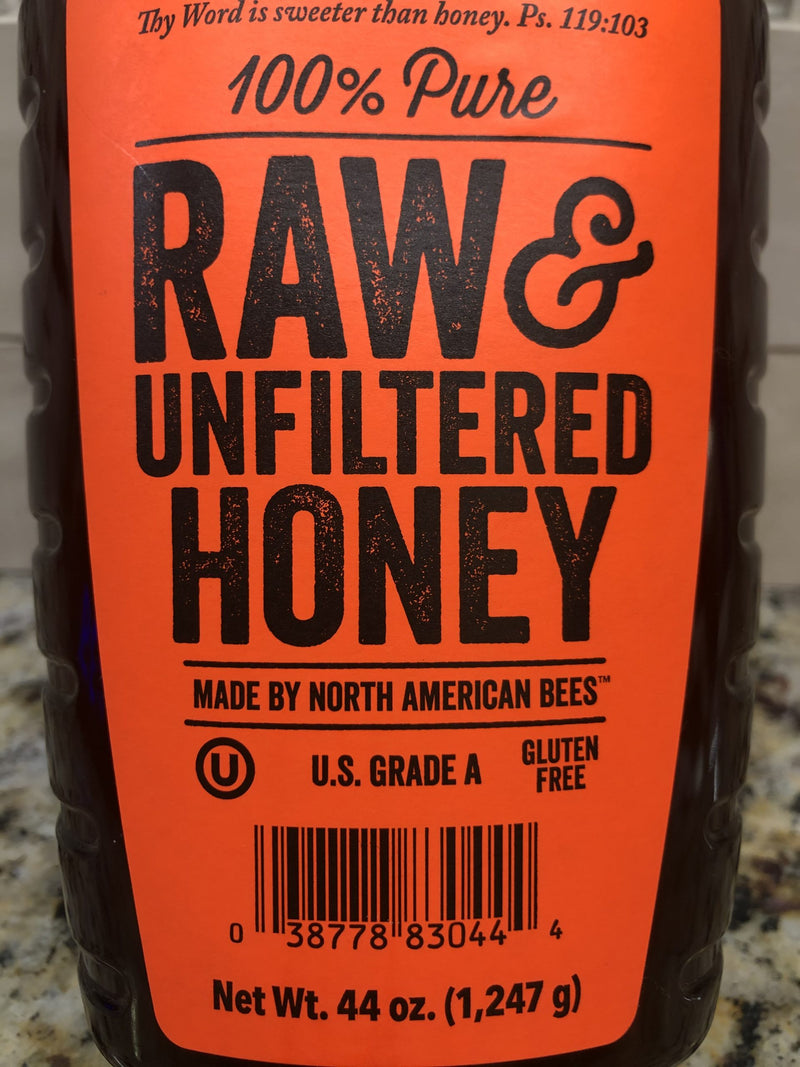 Thy Word is sweeter than honey. Ps. 119:103
100% Pure
RAW &
UNFILTERED
HONEY
MADE BY NORTH AMERICAN BEES™
U U.S. GRADE A GLUTEN FREE
0 38778 83044 4
Net Wt. 44 oz. (1,247 g)